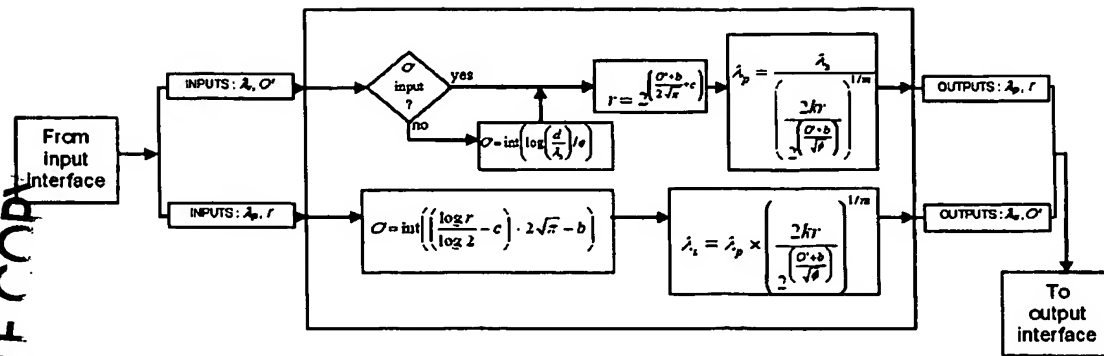 From
input
interface
INPUTS: λs, O'
O'
input
?
yes
no
O'=int(log(d/λs)/φ)
r=2^((O'+b)/(2√π)+c)
λp = λs/(2kr/2^((O'+b)/√φ))^1/m
OUTPUTS: λp, r
INPUTS: λp, r
O'=int(((log r/log 2)-c)·2√π-b)
λs = λp × (2kr/2^((O'+b)/√φ))^1/m
OUTPUTS: λs, O'
To
output
interface
COPY